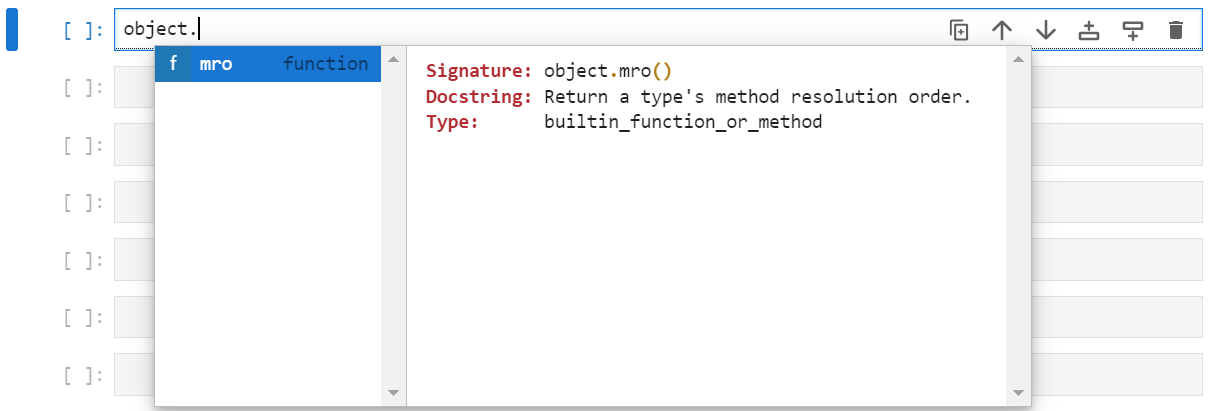 [ ]: object.
f mro function
Signature: object.mro()
Docstring: Return a type's method resolution order.
Type: builtin_function_or_method
[ ]:
[ ]:
[ ]:
[ ]:
[ ]:
[ ]: